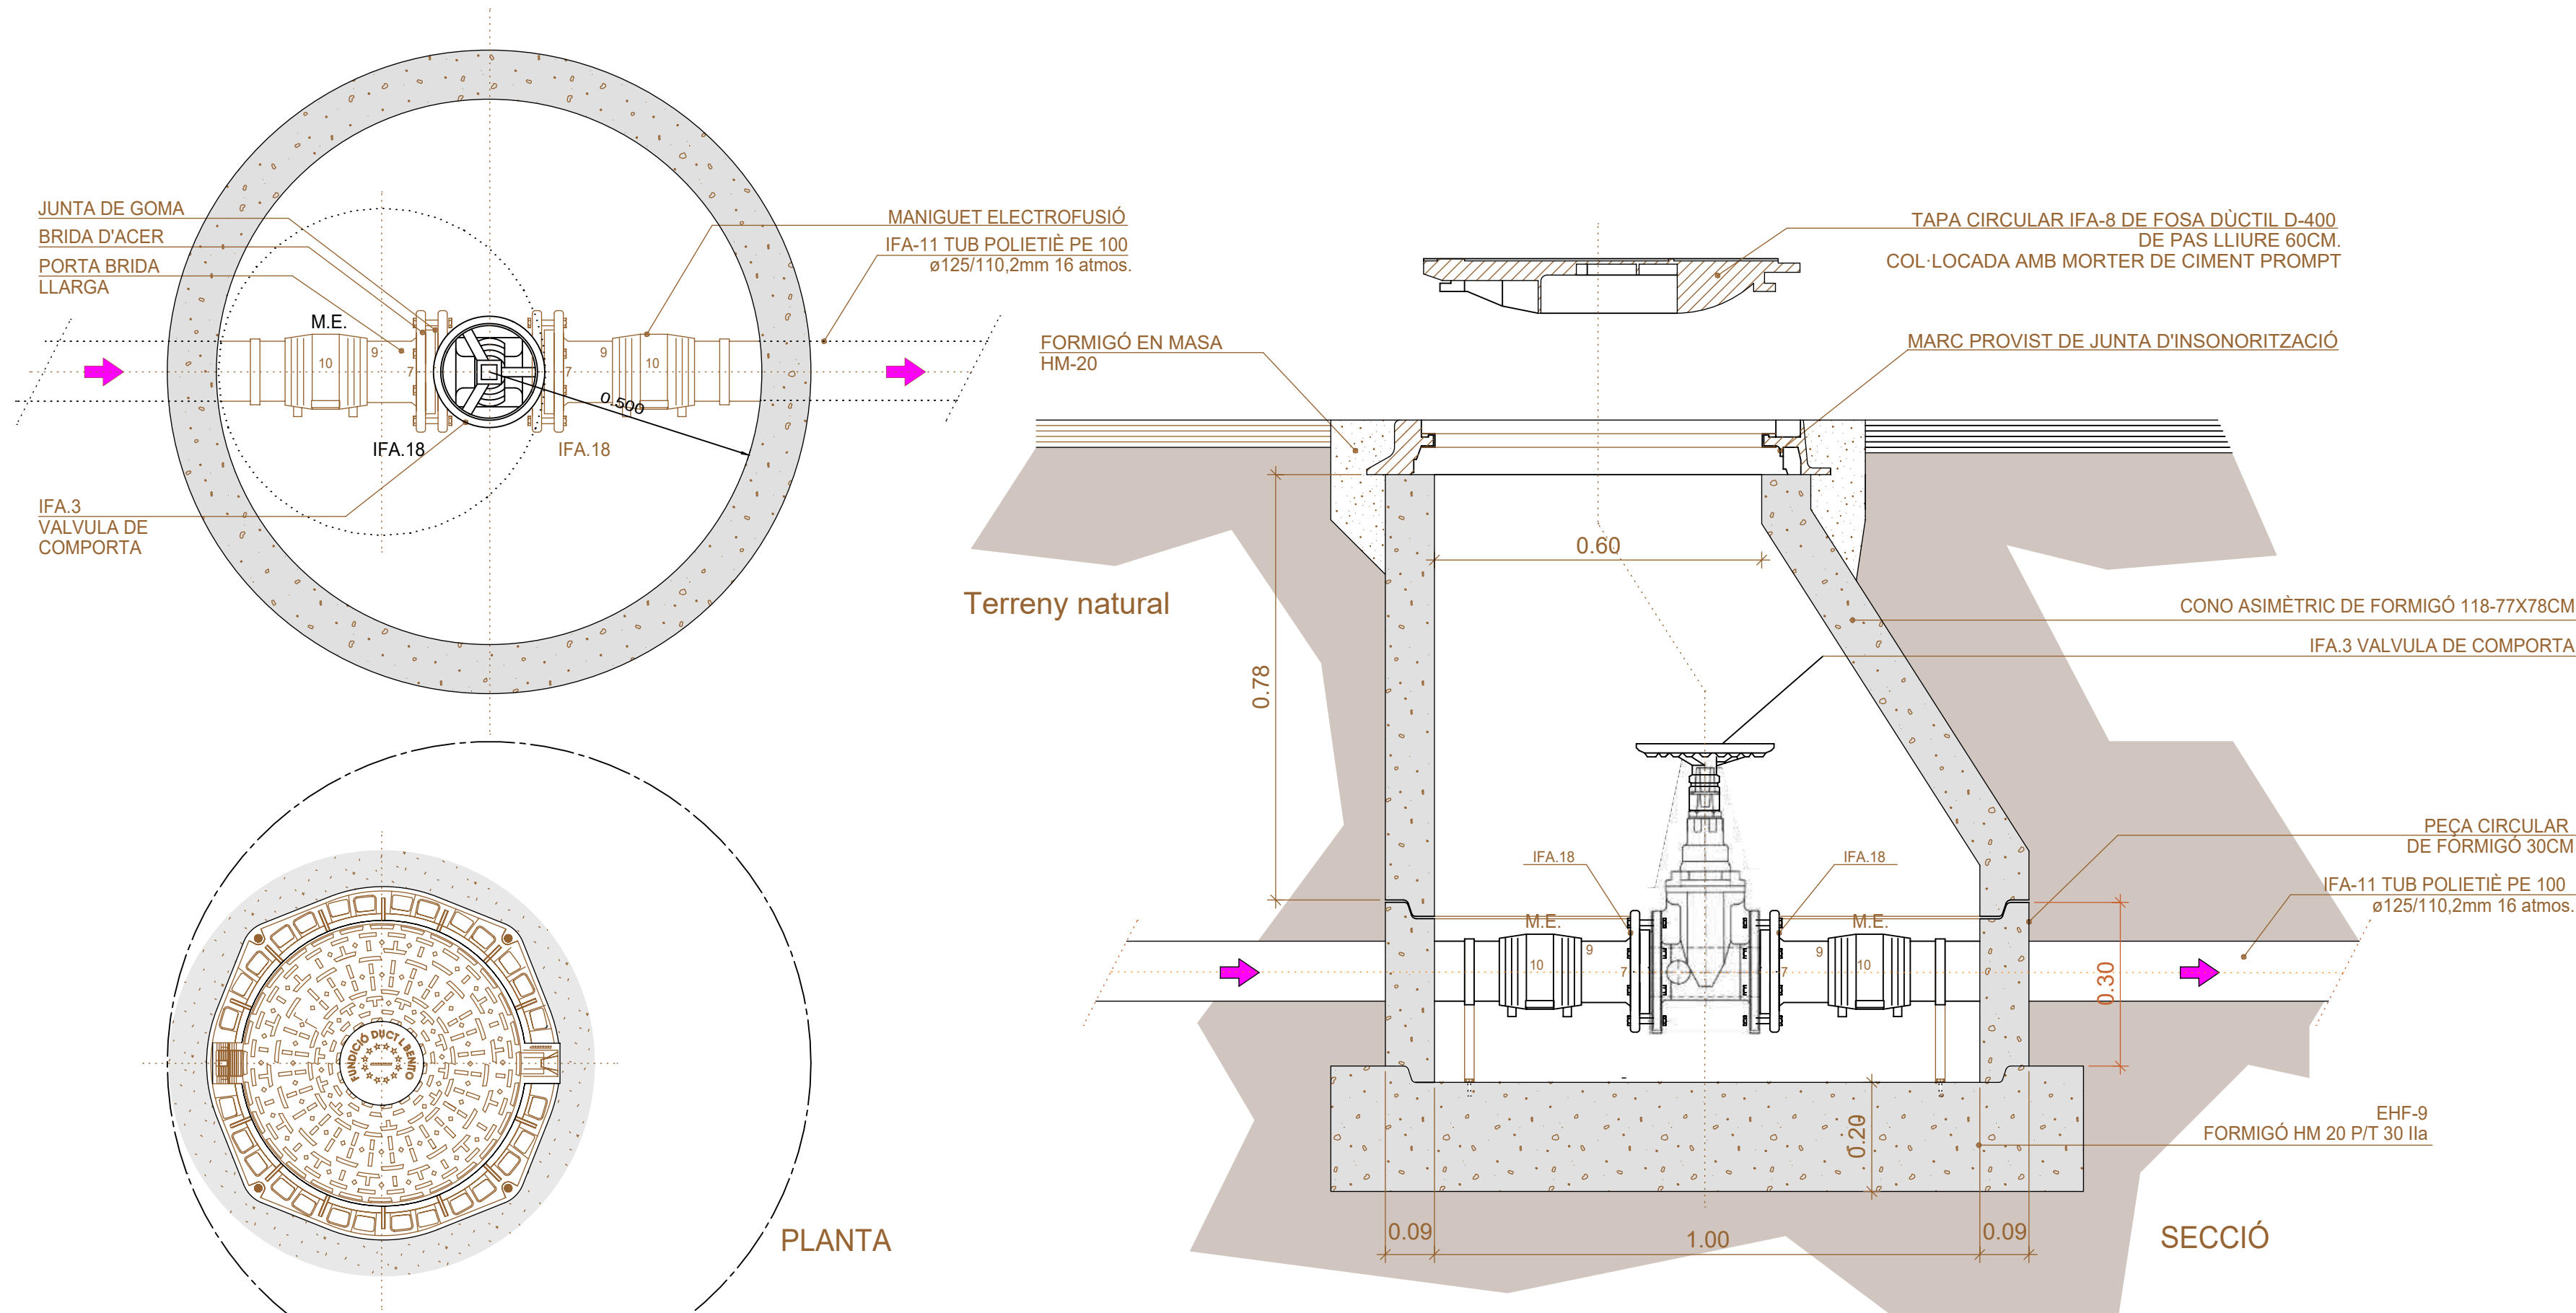 JUNTA DE GOMA
BRIDA D'ACER
PORTA BRIDA
LLARGA
M.E.
10
9
7
7
9
10
0.500
IFA.18
IFA.18
IFA.3
VALVULA DE
COMPORTA
MANIGUET ELECTROFUSIÓ
IFA-11 TUB POLIETIÈ PE 100
ø125/110,2mm 16 atmos.
FUNDICIÓ DUCT L BENITO
PLANTA
TAPA CIRCULAR IFA-8 DE FOSA DÙCTIL D-400
DE PAS LLIURE 60CM.
COL·LOCADA AMB MORTER DE CIMENT PROMPT
FORMIGÓ EN MASA
HM-20
MARC PROVIST DE JUNTA D'INSONORITZACIÓ
0.60
Terreny natural
0.78
CONO ASIMÈTRIC DE FORMIGÓ 118-77X78CM
IFA.3 VALVULA DE COMPORTA
PEÇA CIRCULAR
DE FORMIGÓ 30CM
IFA.18
IFA.18
IFA-11 TUB POLIETIÈ PE 100
ø125/110,2mm 16 atmos.
M.E.
M.E.
10
9
7
7
9
10
0.30
0.20
EHF-9
FORMIGÓ HM 20 P/T 30 IIa
0.09
1.00
0.09
SECCIÓ